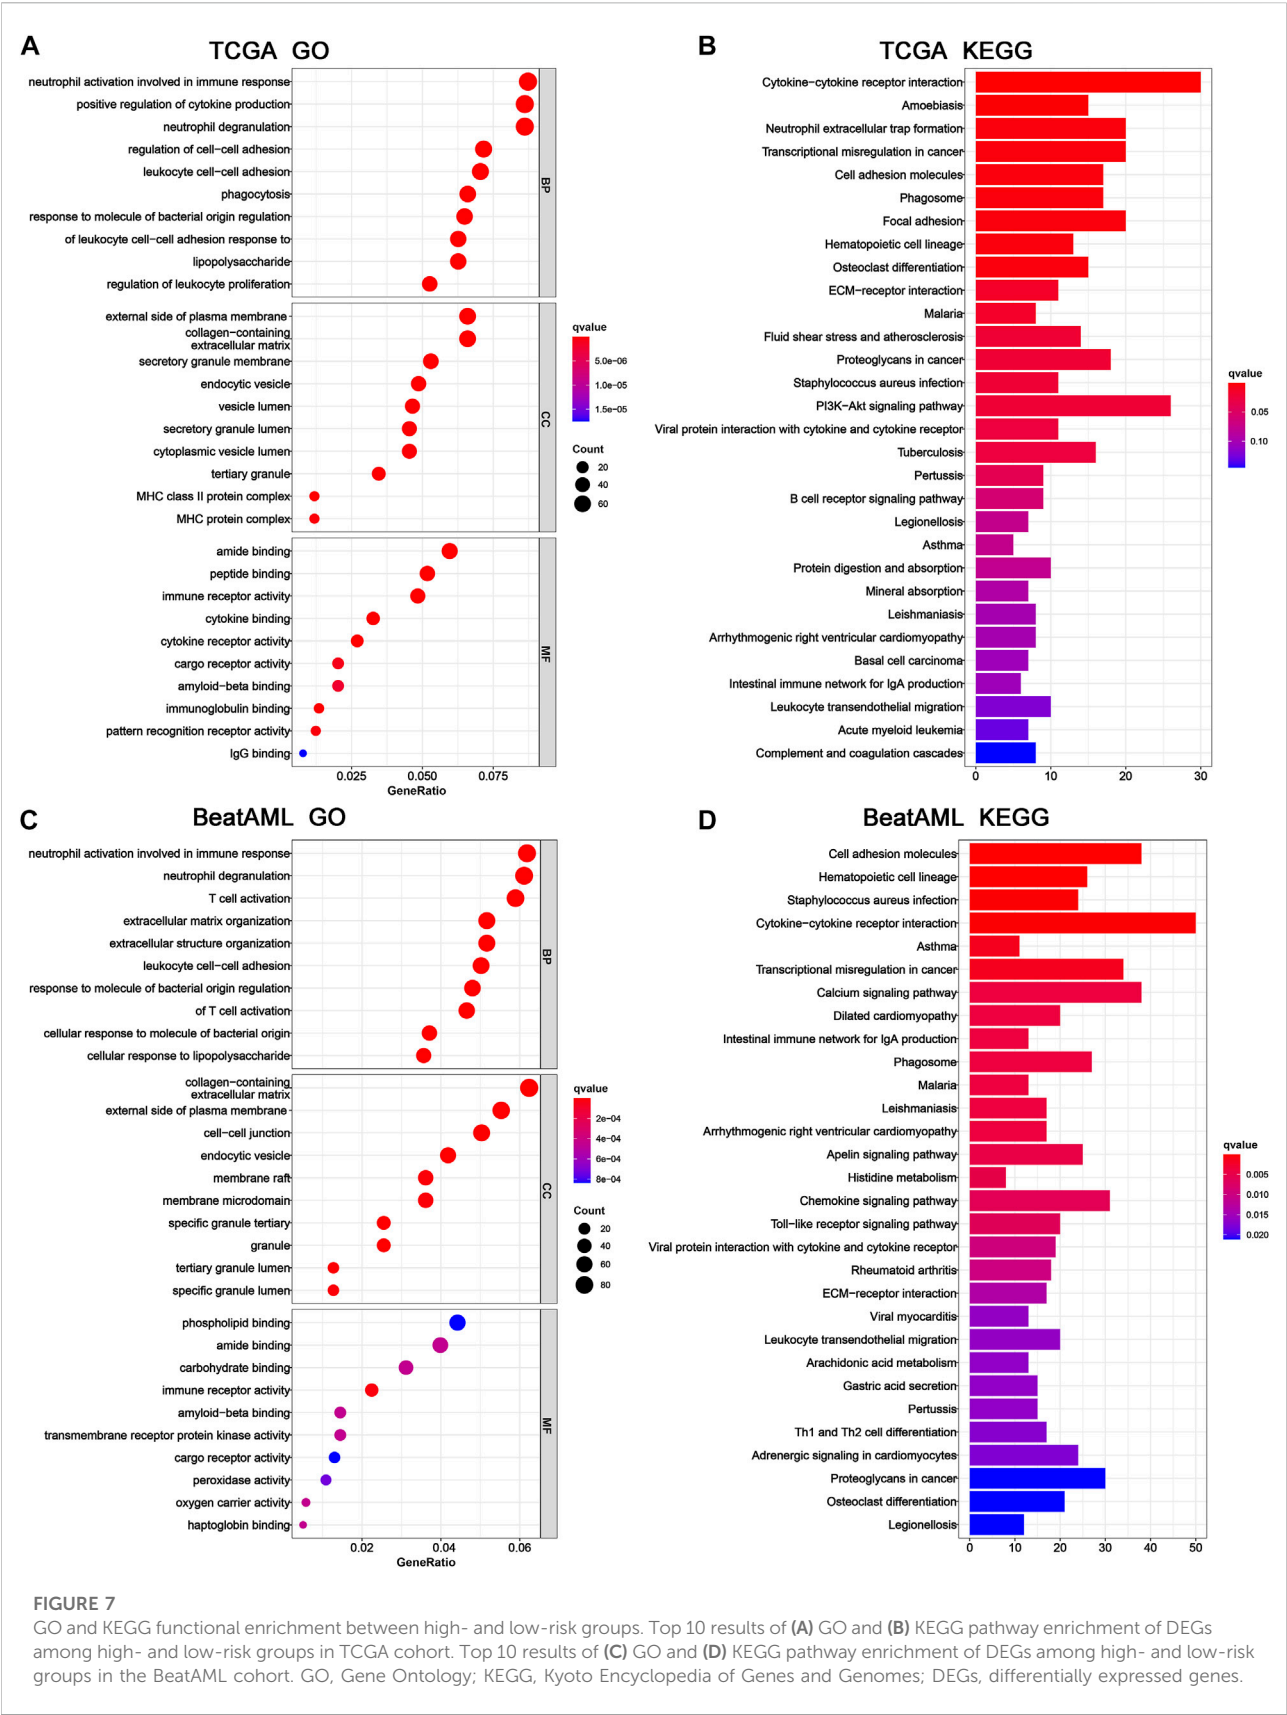 A
TCGA GO
neutrophil activation involved in immune response
positive regulation of cytokine production
neutrophil degranulation
regulation of cell−cell adhesion
leukocyte cell−cell adhesion
phagocytosis
response to molecule of bacterial origin regulation
of leukocyte cell−cell adhesion response to
lipopolysaccharide
regulation of leukocyte proliferation
BP
external side of plasma membrane
collagen−containing
extracellular matrix
secretory granule membrane
endocytic vesicle
vesicle lumen
secretory granule lumen
cytoplasmic vesicle lumen
tertiary granule
MHC class II protein complex
MHC protein complex
CC
amide binding
peptide binding
immune receptor activity
cytokine binding
cytokine receptor activity
cargo receptor activity
amyloid−beta binding
immunoglobulin binding
pattern recognition receptor activity
IgG binding
MF
0.025 0.050 0.075
GeneRatio
qvalue
5.0e−06
1.0e−05
1.5e−05
Count
20
40
60
B
TCGA KEGG
Cytokine−cytokine receptor interaction
Amoebiasis
Neutrophil extracellular trap formation
Transcriptional misregulation in cancer
Cell adhesion molecules
Phagosome
Focal adhesion
Hematopoietic cell lineage
Osteoclast differentiation
ECM−receptor interaction
Malaria
Fluid shear stress and atherosclerosis
Proteoglycans in cancer
Staphylococcus aureus infection
PI3K−Akt signaling pathway
Viral protein interaction with cytokine and cytokine receptor
Tuberculosis
Pertussis
B cell receptor signaling pathway
Legionellosis
Asthma
Protein digestion and absorption
Mineral absorption
Leishmaniasis
Arrhythmogenic right ventricular cardiomyopathy
Basal cell carcinoma
Intestinal immune network for IgA production
Leukocyte transendothelial migration
Acute myeloid leukemia
Complement and coagulation cascades
0 10 20 30
qvalue
0.05
0.10
C
BeatAML GO
neutrophil activation involved in immune response
neutrophil degranulation
T cell activation
extracellular matrix organization
extracellular structure organization
leukocyte cell−cell adhesion
response to molecule of bacterial origin regulation
of T cell activation
cellular response to molecule of bacterial origin
cellular response to lipopolysaccharide
BP
collagen−containing
extracellular matrix
external side of plasma membrane
cell−cell junction
endocytic vesicle
membrane raft
membrane microdomain
specific granule tertiary
granule
tertiary granule lumen
specific granule lumen
CC
phospholipid binding
amide binding
carbohydrate binding
immune receptor activity
amyloid−beta binding
transmembrane receptor protein kinase activity
cargo receptor activity
peroxidase activity
oxygen carrier activity
haptoglobin binding
MF
0.02 0.04 0.06
GeneRatio
qvalue
2e−04
4e−04
6e−04
8e−04
Count
20
40
60
80
D
BeatAML KEGG
Cell adhesion molecules
Hematopoietic cell lineage
Staphylococcus aureus infection
Cytokine−cytokine receptor interaction
Asthma
Transcriptional misregulation in cancer
Calcium signaling pathway
Dilated cardiomyopathy
Intestinal immune network for IgA production
Phagosome
Malaria
Leishmaniasis
Arrhythmogenic right ventricular cardiomyopathy
Apelin signaling pathway
Histidine metabolism
Chemokine signaling pathway
Toll−like receptor signaling pathway
Viral protein interaction with cytokine and cytokine receptor
Rheumatoid arthritis
ECM−receptor interaction
Viral myocarditis
Leukocyte transendothelial migration
Arachidonic acid metabolism
Gastric acid secretion
Pertussis
Th1 and Th2 cell differentiation
Adrenergic signaling in cardiomyocytes
Proteoglycans in cancer
Osteoclast differentiation
Legionellosis
0 10 20 30 40 50
qvalue
0.005
0.010
0.015
0.020
FIGURE 7
GO and KEGG functional enrichment between high- and low-risk groups. Top 10 results of (A) GO and (B) KEGG pathway enrichment of DEGs
among high- and low-risk groups in TCGA cohort. Top 10 results of (C) GO and (D) KEGG pathway enrichment of DEGs among high- and low-risk
groups in the BeatAML cohort. GO, Gene Ontology; KEGG, Kyoto Encyclopedia of Genes and Genomes; DEGs, differentially expressed genes.